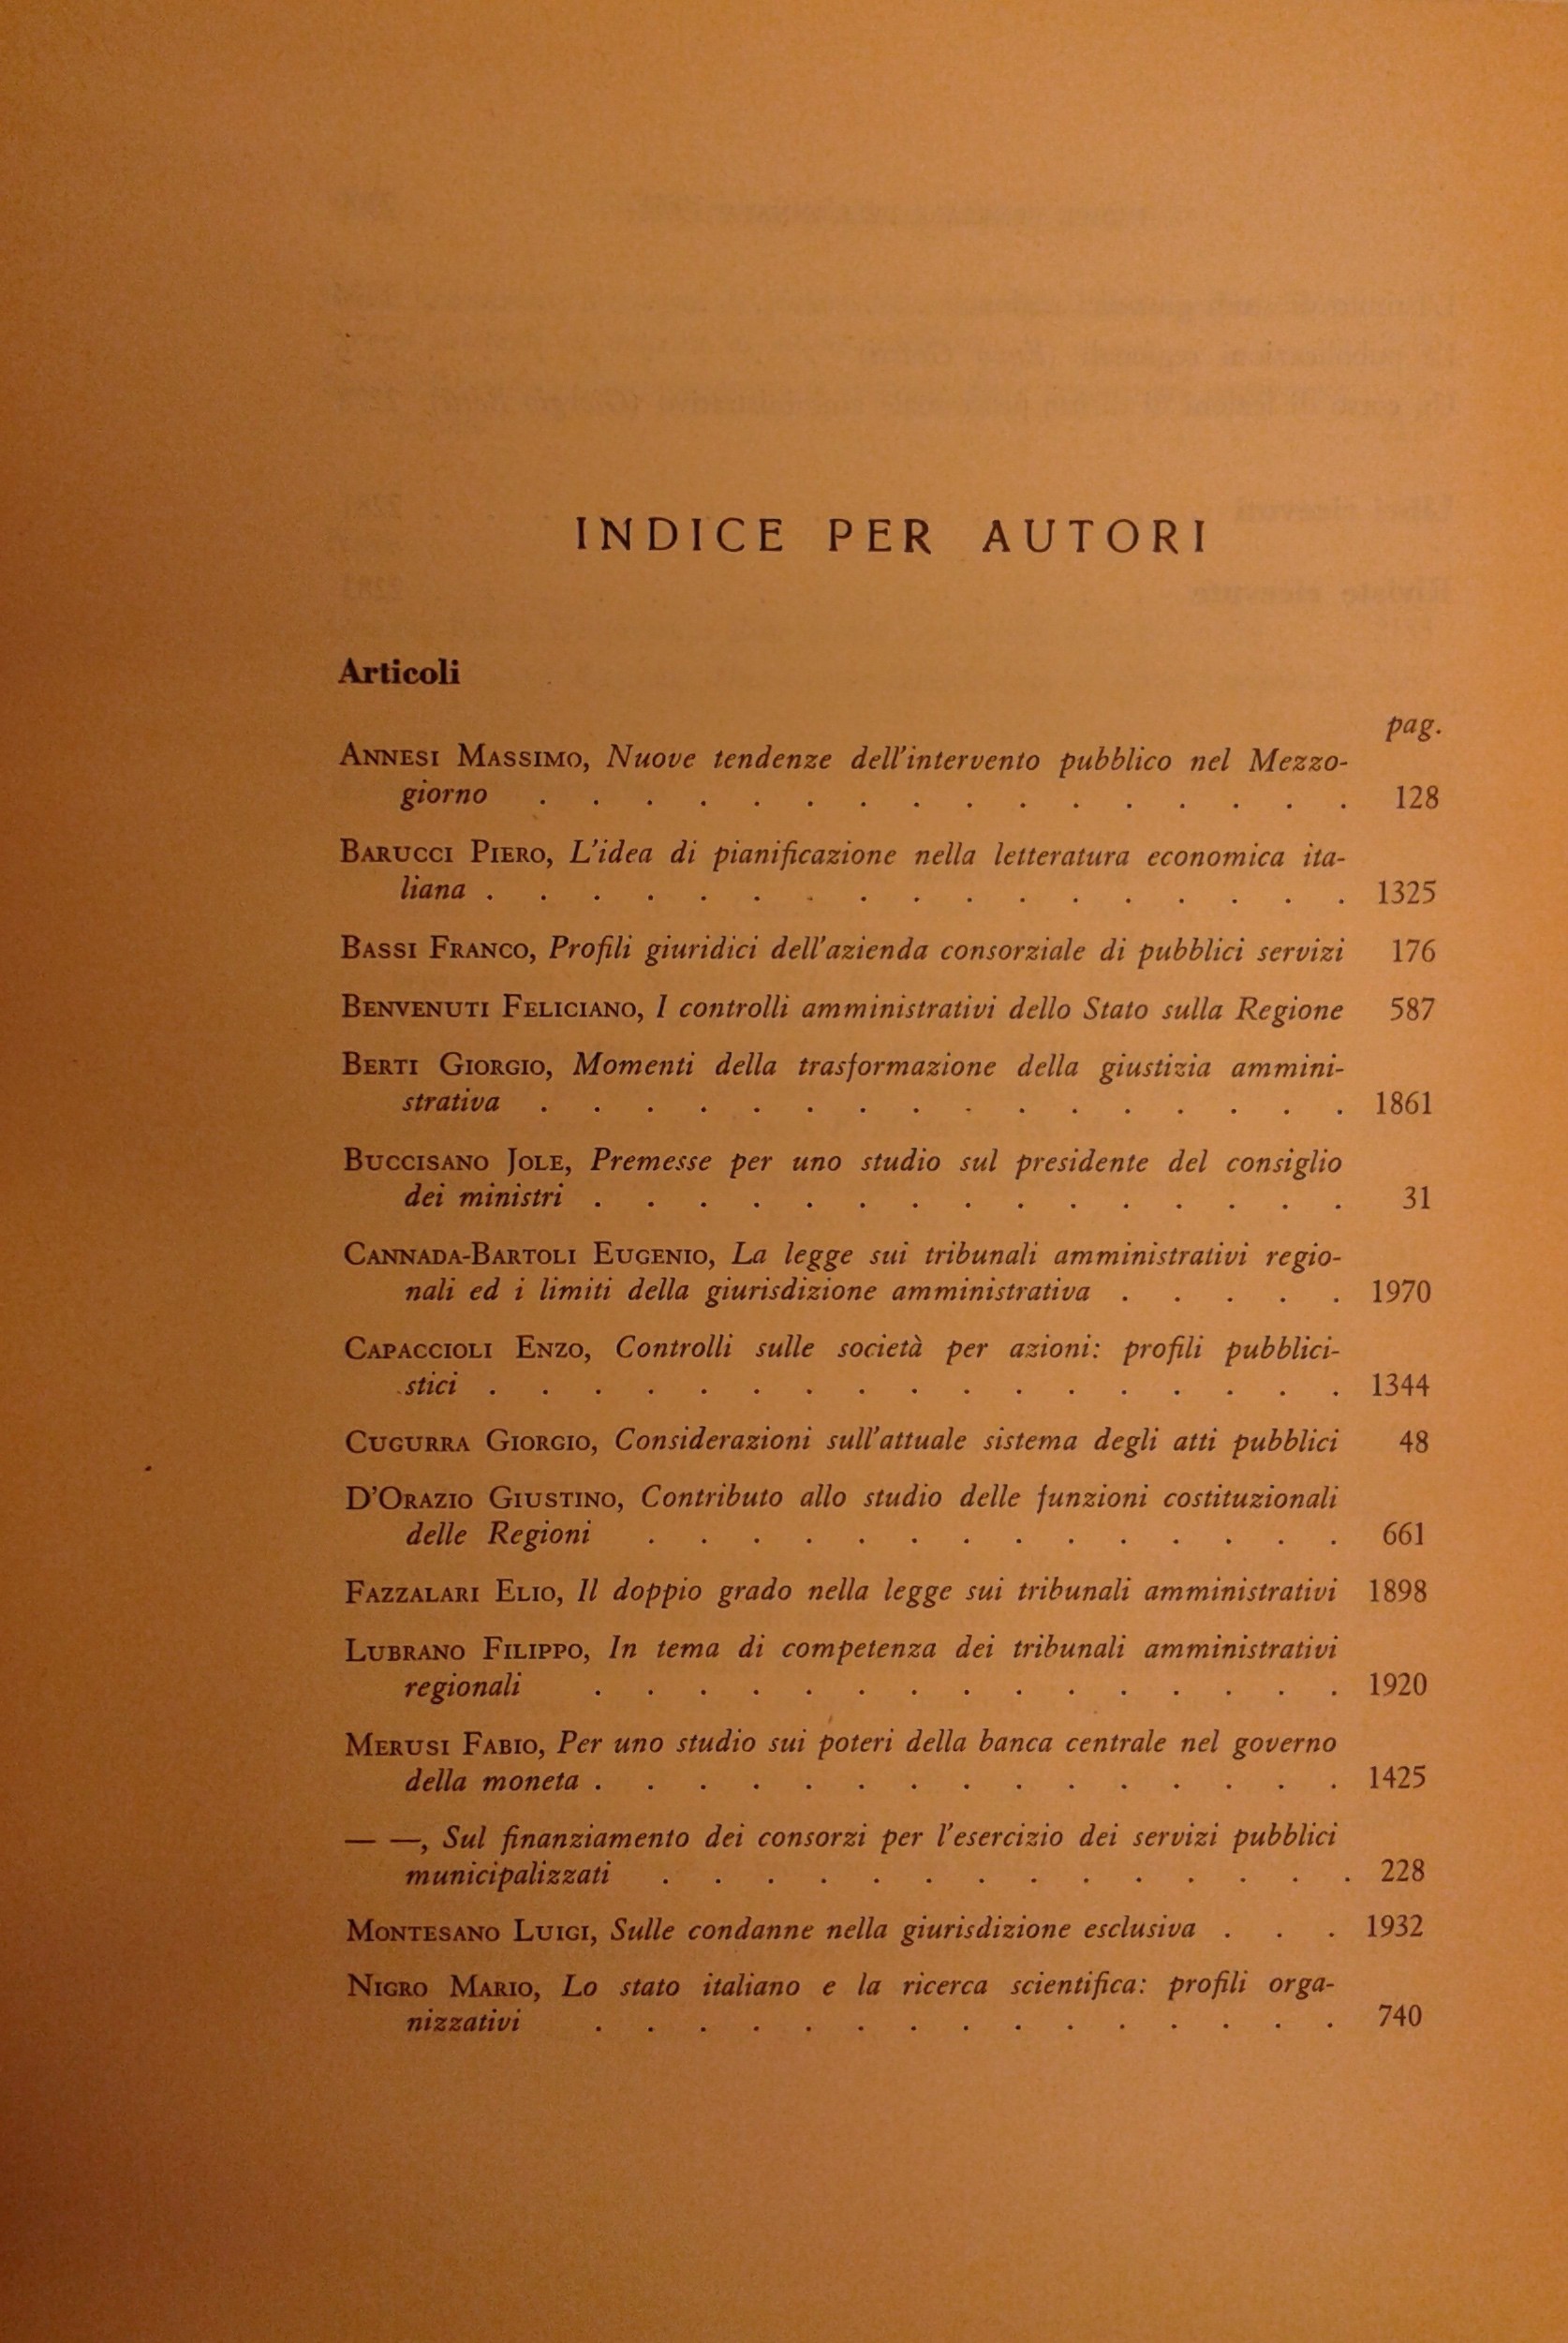 INDICE PER AUTORI
Articoli
pag.
ANNESI MASSIMO, Nuove tendenze dell'intervento pubblico nel Mezzo-
giorno . . . . . . . . . . . . . . . . 128
BARUCCI PIERO, L'idea di pianificazione nella letteratura economica ita-
liana . . . . . . . . . . . . . . . . . 1325
BASSI FRANCO, Profili giuridici dell'azienda consorziale di pubblici servizi 176
BENVENUTI FELICIANO, I controlli amministrativi dello Stato sulla Regione 587
BERTI GIORGIO, Momenti della trasformazione della giustizia ammini-
strativa . . . . . . . . . . . . . . . . 1861
BUCCISANO JOLE, Premesse per uno studio sul presidente del consiglio
dei ministri . . . . . . . . . . . . . . . 31
CANNADA-BARTOLI EUGENIO, La legge sui tribunali amministrativi regio-
nali ed i limiti della giurisdizione amministrativa . . . . . 1970
CAPACCIOLI ENZO, Controlli sulle società per azioni: profili pubblici-
stici . . . . . . . . . . . . . . . . . 1344
CUGURRA GIORGIO, Considerazioni sull'attuale sistema degli atti pubblici 48
D'ORAZIO GIUSTINO, Contributo allo studio delle funzioni costituzionali
delle Regioni . . . . . . . . . . . . . . 661
FAZZALARI ELIO, Il doppio grado nella legge sui tribunali amministrativi 1898
LUBRANO FILIPPO, In tema di competenza dei tribunali amministrativi
regionali . . . . . . . . . . . . . . . 1920
MERUSI FABIO, Per uno studio sui poteri della banca centrale nel governo
della moneta . . . . . . . . . . . . . . . 1425
— —, Sul finanziamento dei consorzi per l'esercizio dei servizi pubblici
municipalizzati . . . . . . . . . . . . . . 228
MONTESANO LUIGI, Sulle condanne nella giurisdizione esclusiva . . . 1932
NIGRO MARIO, Lo stato italiano e la ricerca scientifica: profili orga-
nizzativi . . . . . . . . . . . . . . . 740